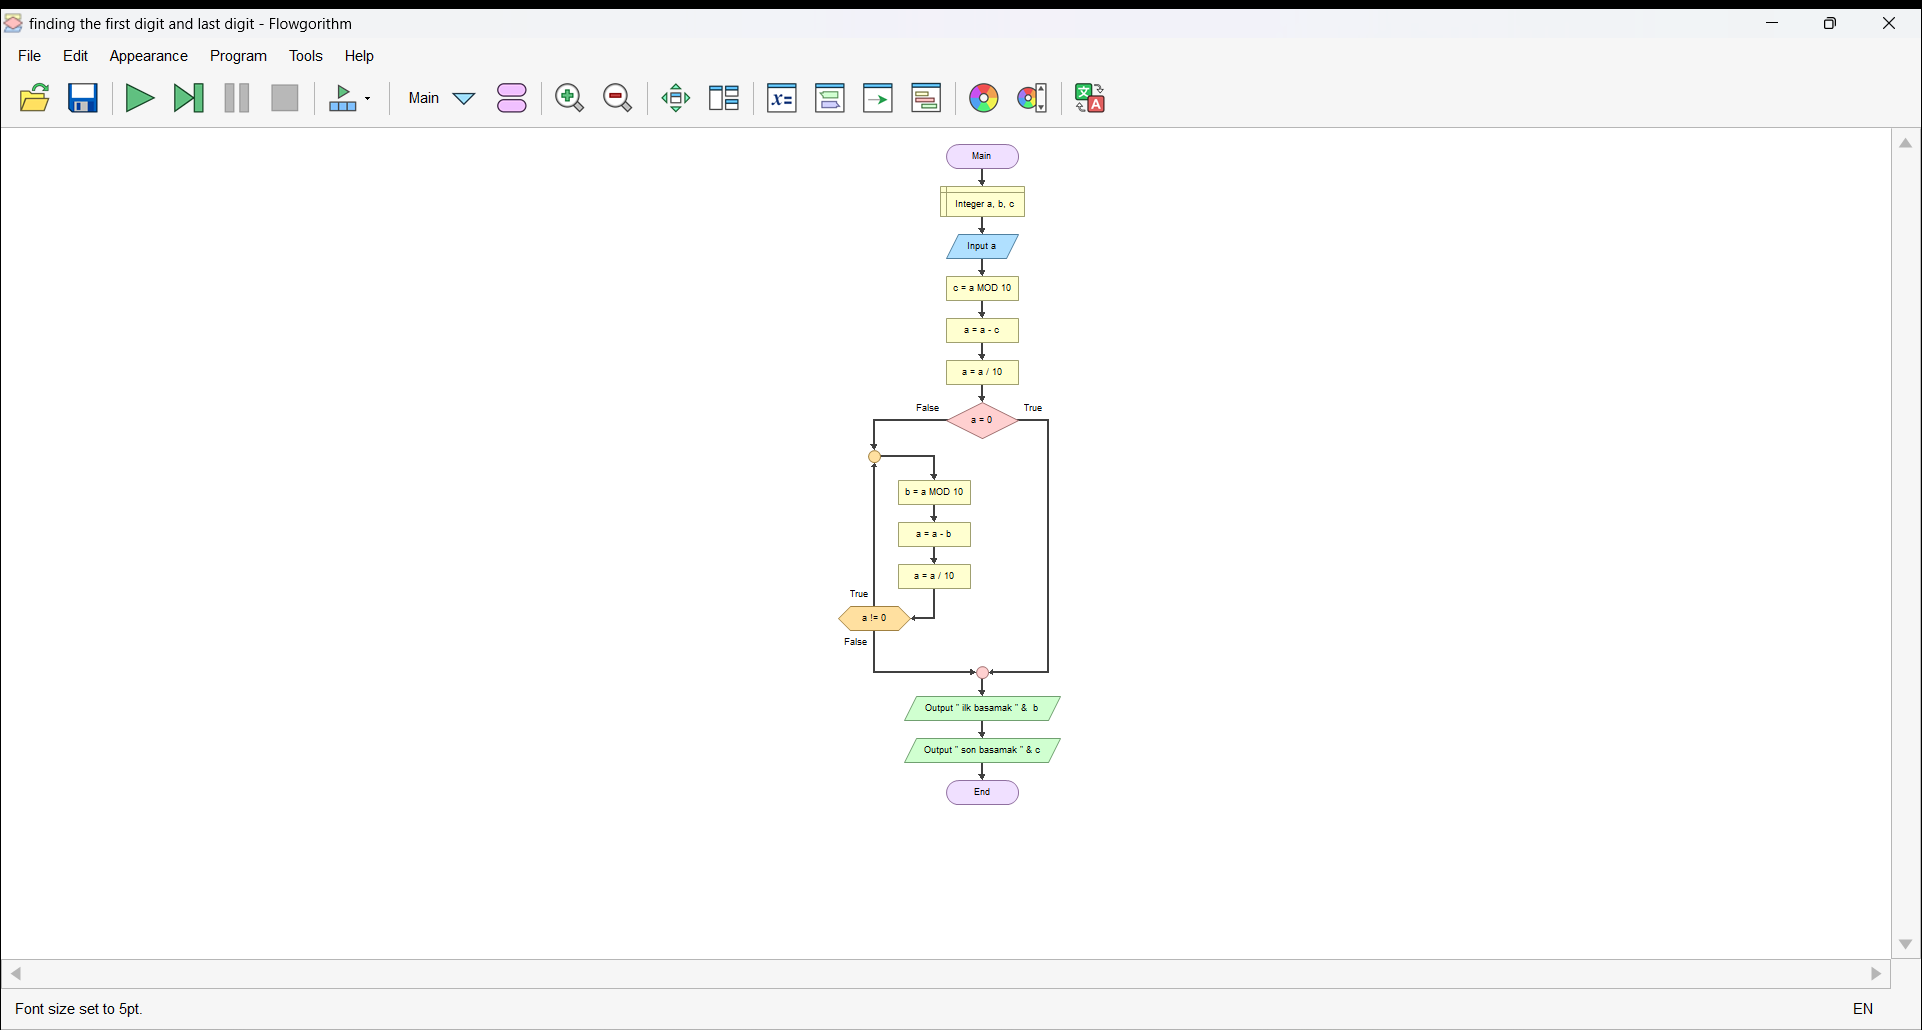 finding the first digit and last digit - Flowgorithm
File Edit Appearance Program Tools Help
Main
Main
Integer a, b, c
Input a
c = a MOD 10
a = a - c
a = a / 10
False True
a = 0
b = a MOD 10
a = a - b
a = a / 10
True
a != 0
False
Output " ilk basamak " &  b
Output " son basamak " & c
End
Font size set to 5pt.
EN